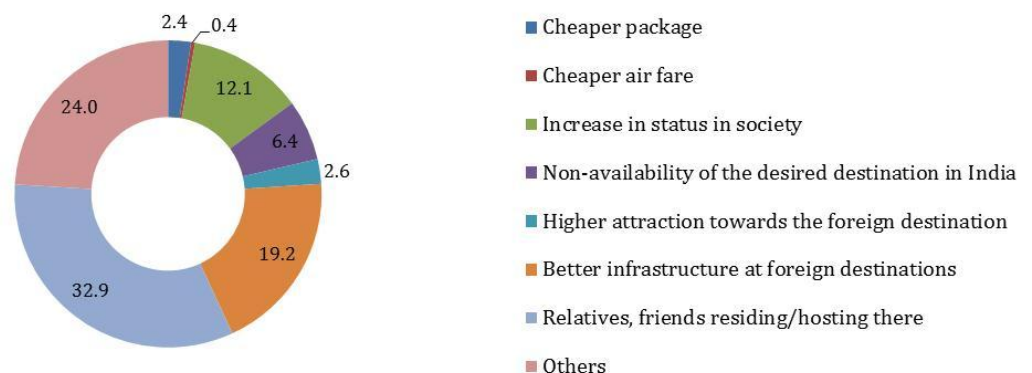 2.4
0.4
12.1
6.4
2.6
19.2
32.9
24.0
Cheaper package
Cheaper air fare
Increase in status in society
Non-availability of the desired destination in India
Higher attraction towards the foreign destination
Better infrastructure at foreign destinations
Relatives, friends residing/hosting there
Others